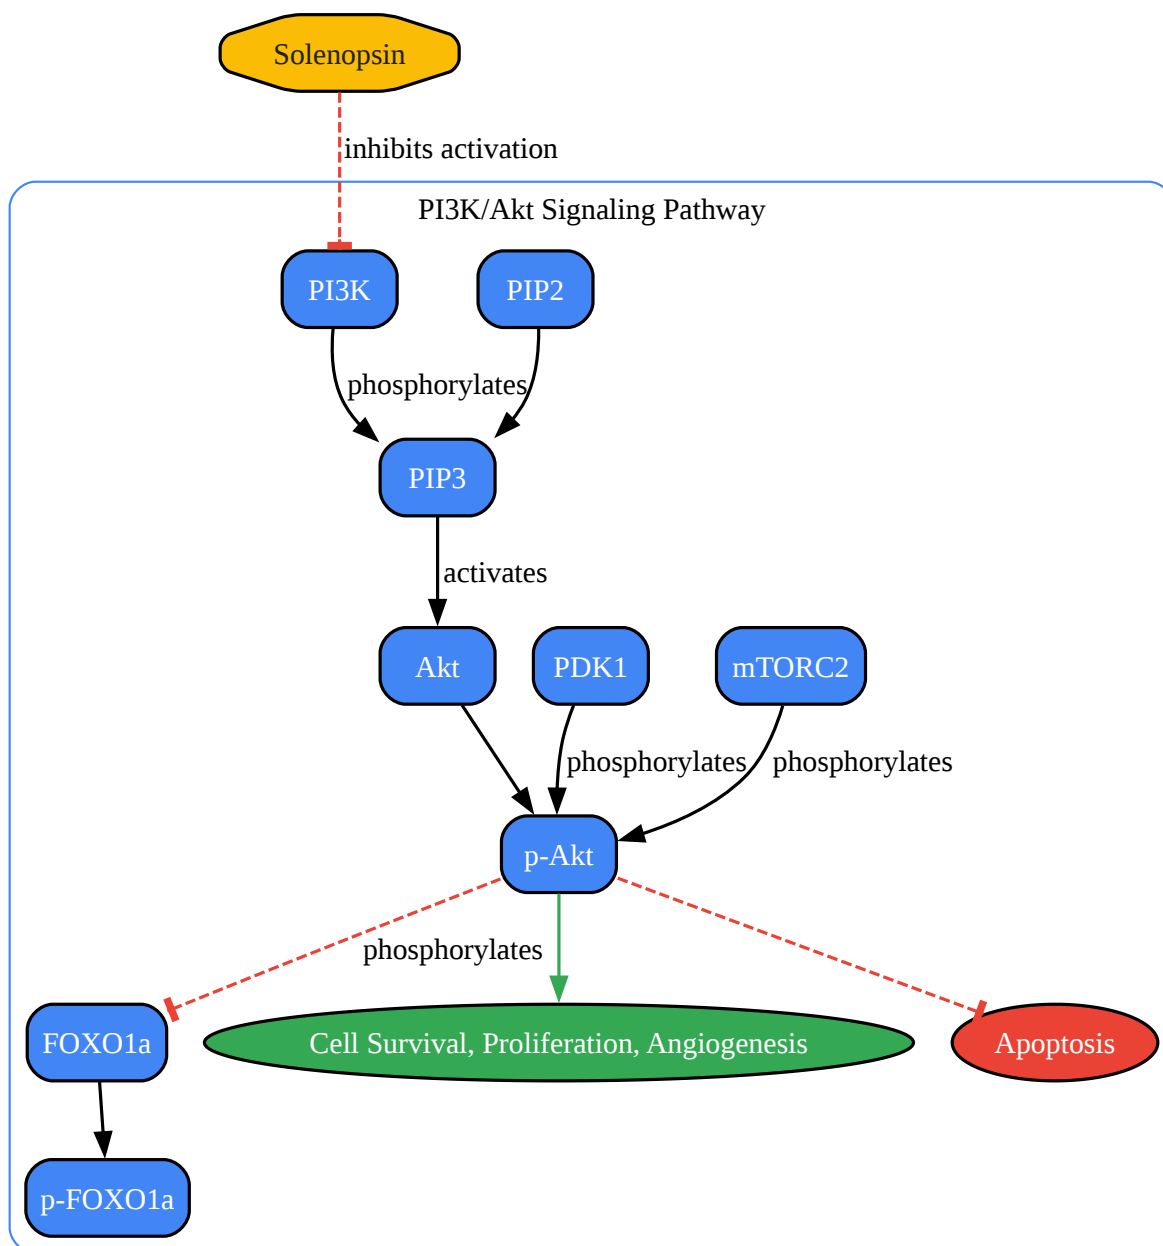 Solenopsin
inhibits activation
PI3K/Akt Signaling Pathway
PI3K
PIP2
phosphorylates
PIP3
activates
Akt
PDK1
mTORC2
phosphorylates
phosphorylates
p-Akt
phosphorylates
FOXO1a
Cell Survival, Proliferation, Angiogenesis
Apoptosis
p-FOXO1a